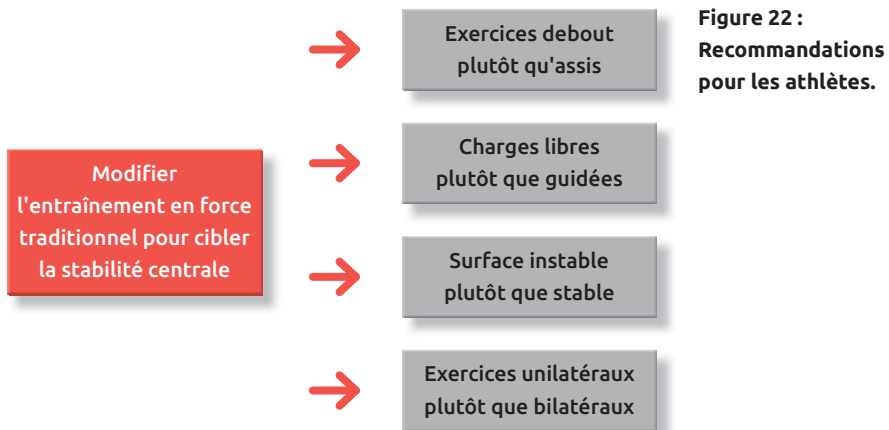 Modifier
l'entraînement en force
traditionnel pour cibler
la stabilité centrale
Exercices debout
plutôt qu'assis
Charges libres
plutôt que guidées
Surface instable
plutôt que stable
Exercices unilatéraux
plutôt que bilatéraux
Figure 22 :
Recommandations
pour les athlètes.